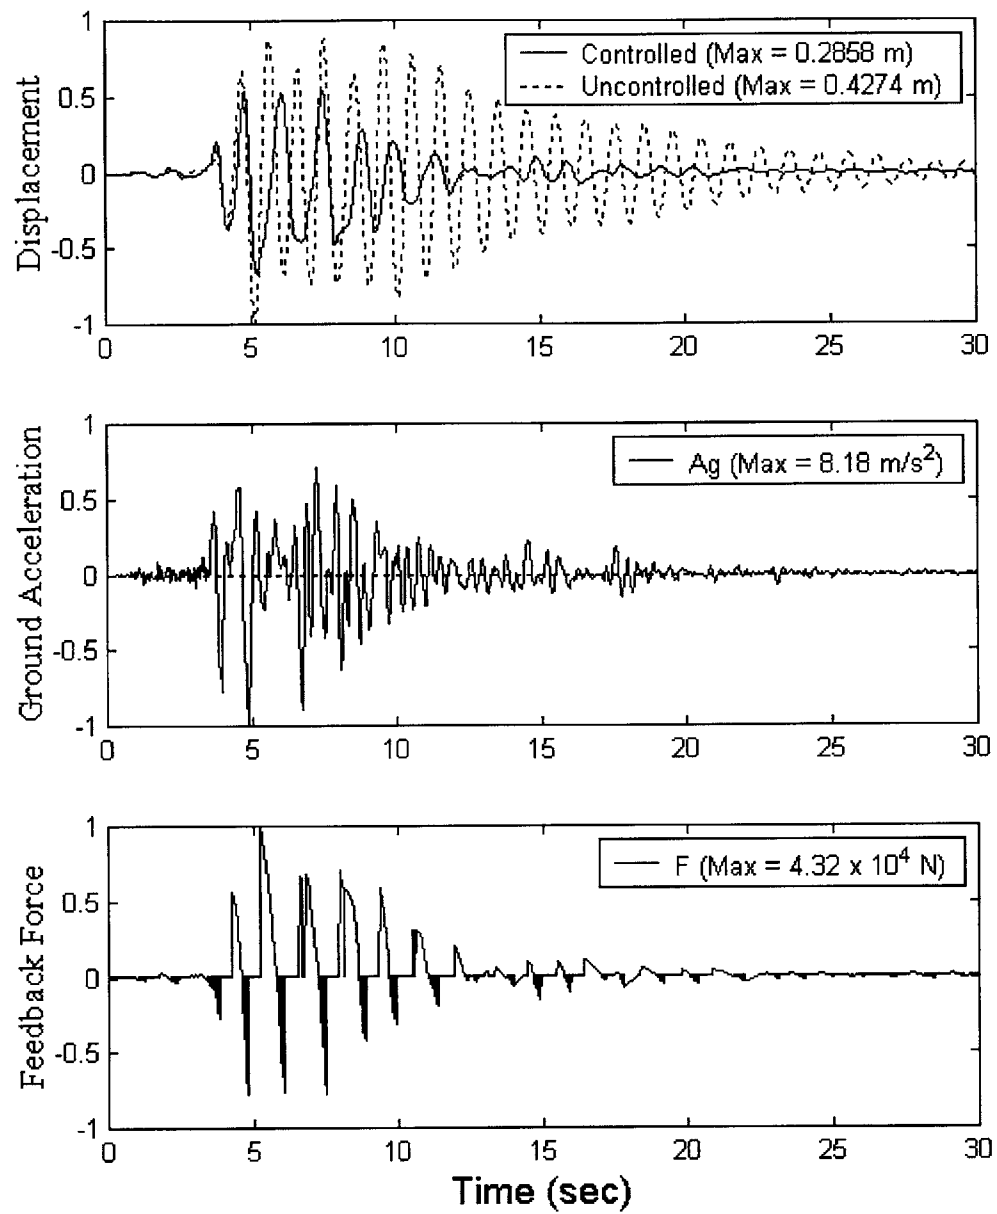 Displacement
1
0.5
0
-0.5
-1
Controlled (Max = 0.2858 m)
Uncontrolled (Max = 0.4274 m)
0 5 10 15 20 25 30
Ground Acceleration
1
0.5
0
-0.5
-1
Ag (Max = 8.18 m/s²)
0 5 10 15 20 25 30
Feedback Force
1
0.5
0
-0.5
-1
F (Max = 4.32 x 10⁴ N)
0 5 10 15 20 25 30
Time (sec)